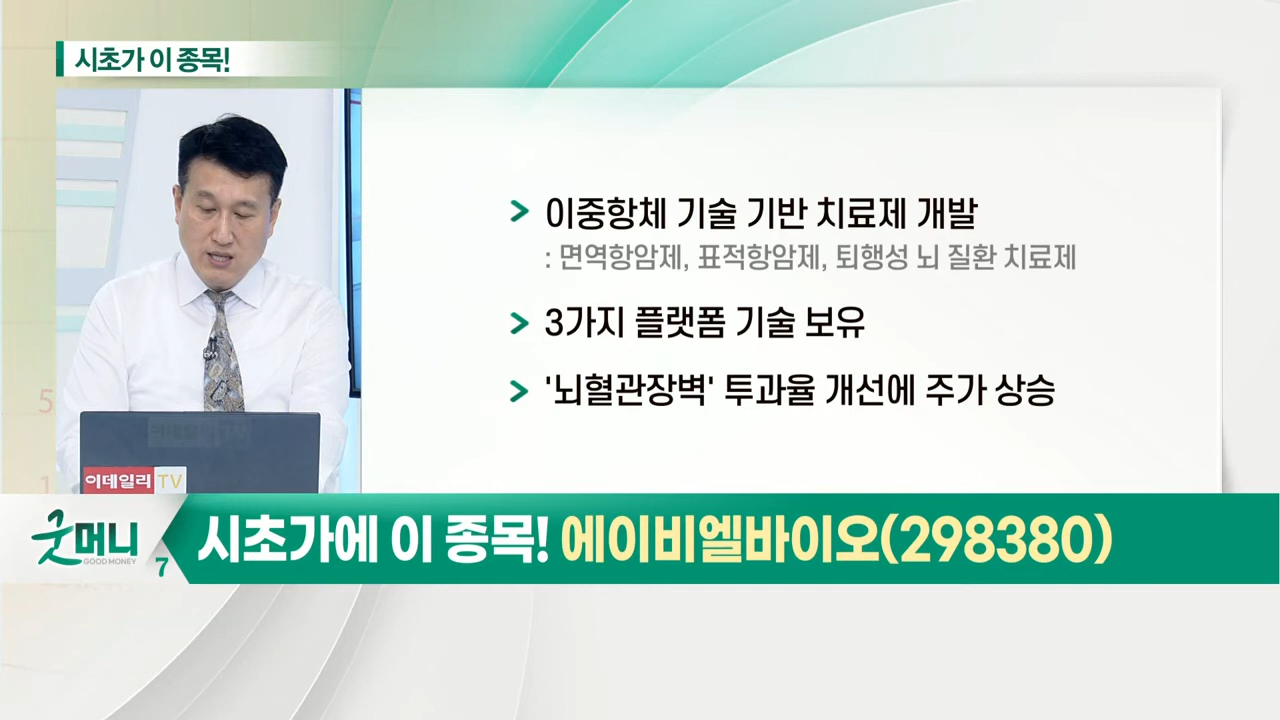 시초가 이 종목!
> 이중항체 기술 기반 치료제 개발
: 면역항암제, 표적항암제, 퇴행성 뇌 질환 치료제
> 3가지 플랫폼 기술 보유
> '뇌혈관장벽' 투과율 개선에 주가 상승
5
1
이데일리 TV
굿머니
GOOD MONEY
7
시초가에 이 종목! 에이비엘바이오(298380)